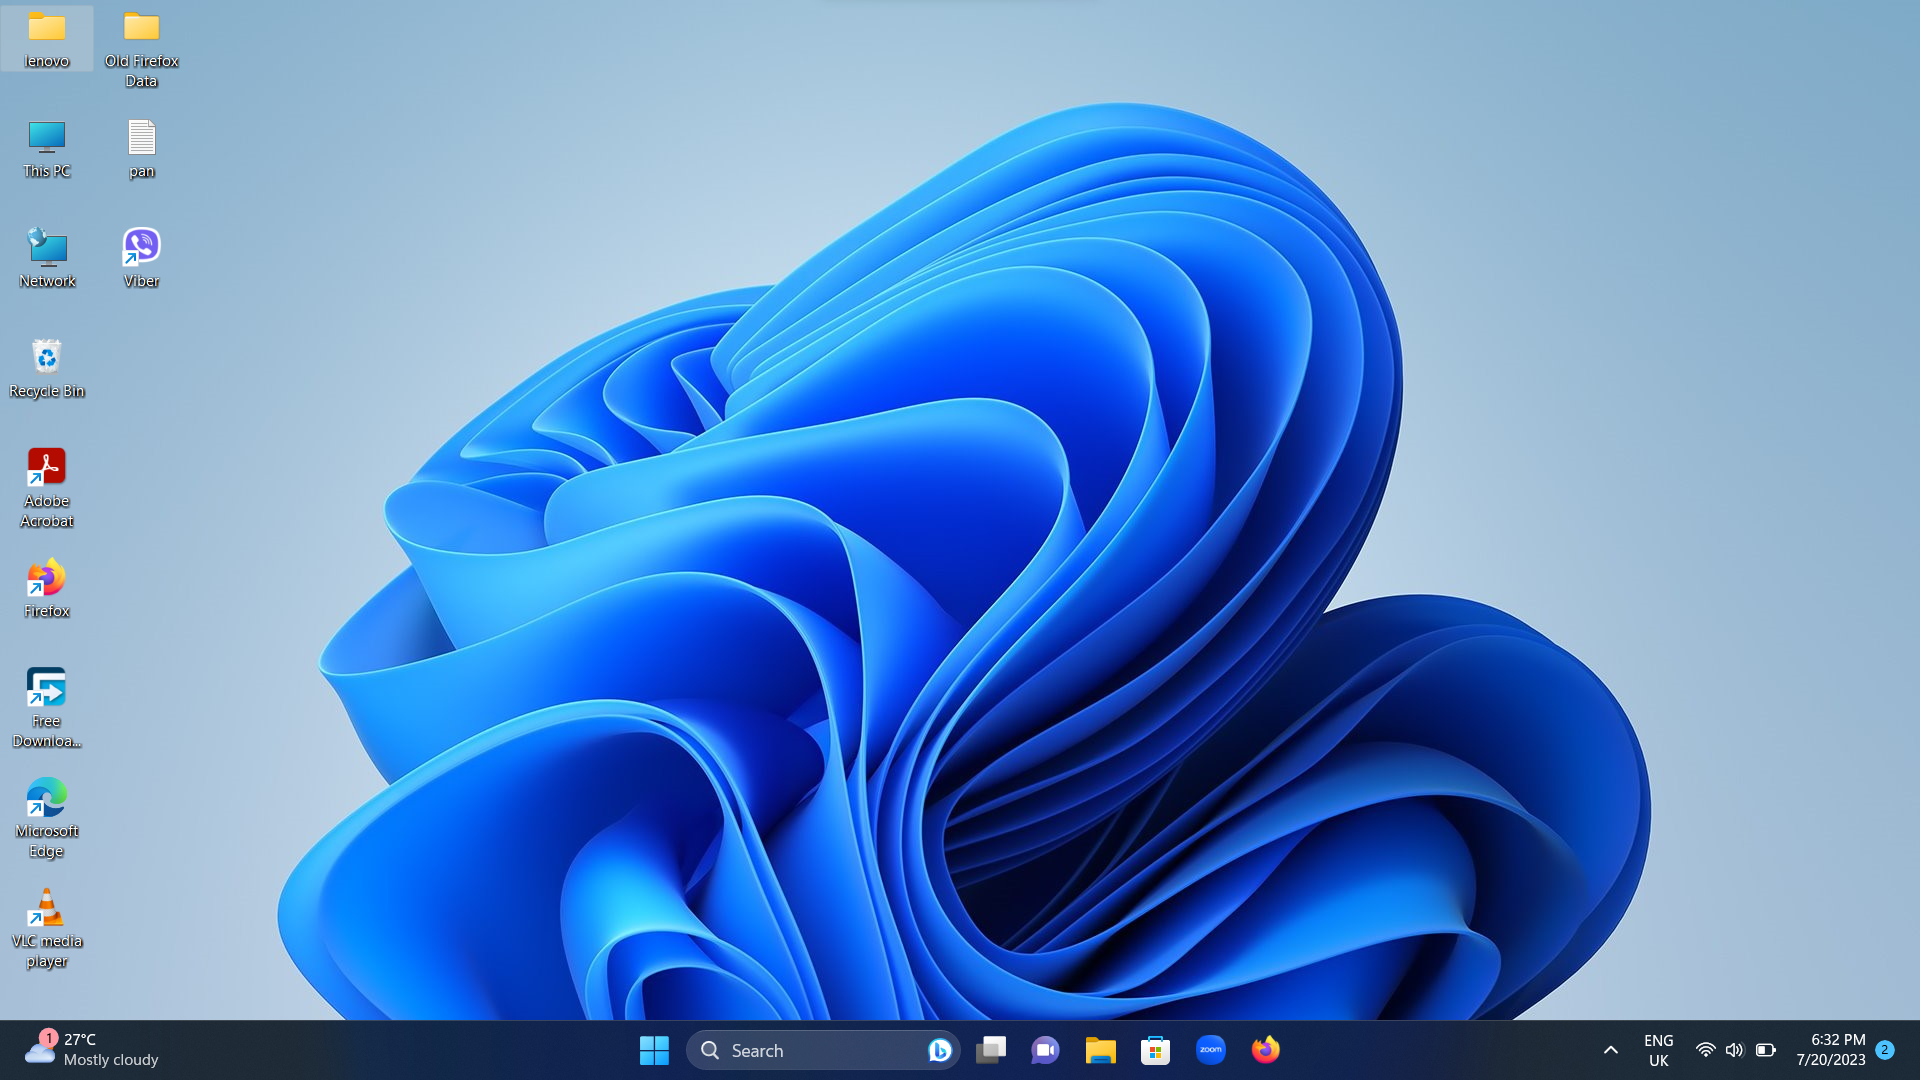 lenovo
Old Firefox
Data
This PC
pan
Network
Viber
Recycle Bin
Adobe
Acrobat
Firefox
Free
Downloa...
Microsoft
Edge
VLC media
player
1
27°C
Mostly cloudy
Search
zoom
ENG
UK
6:32 PM
7/20/2023
2